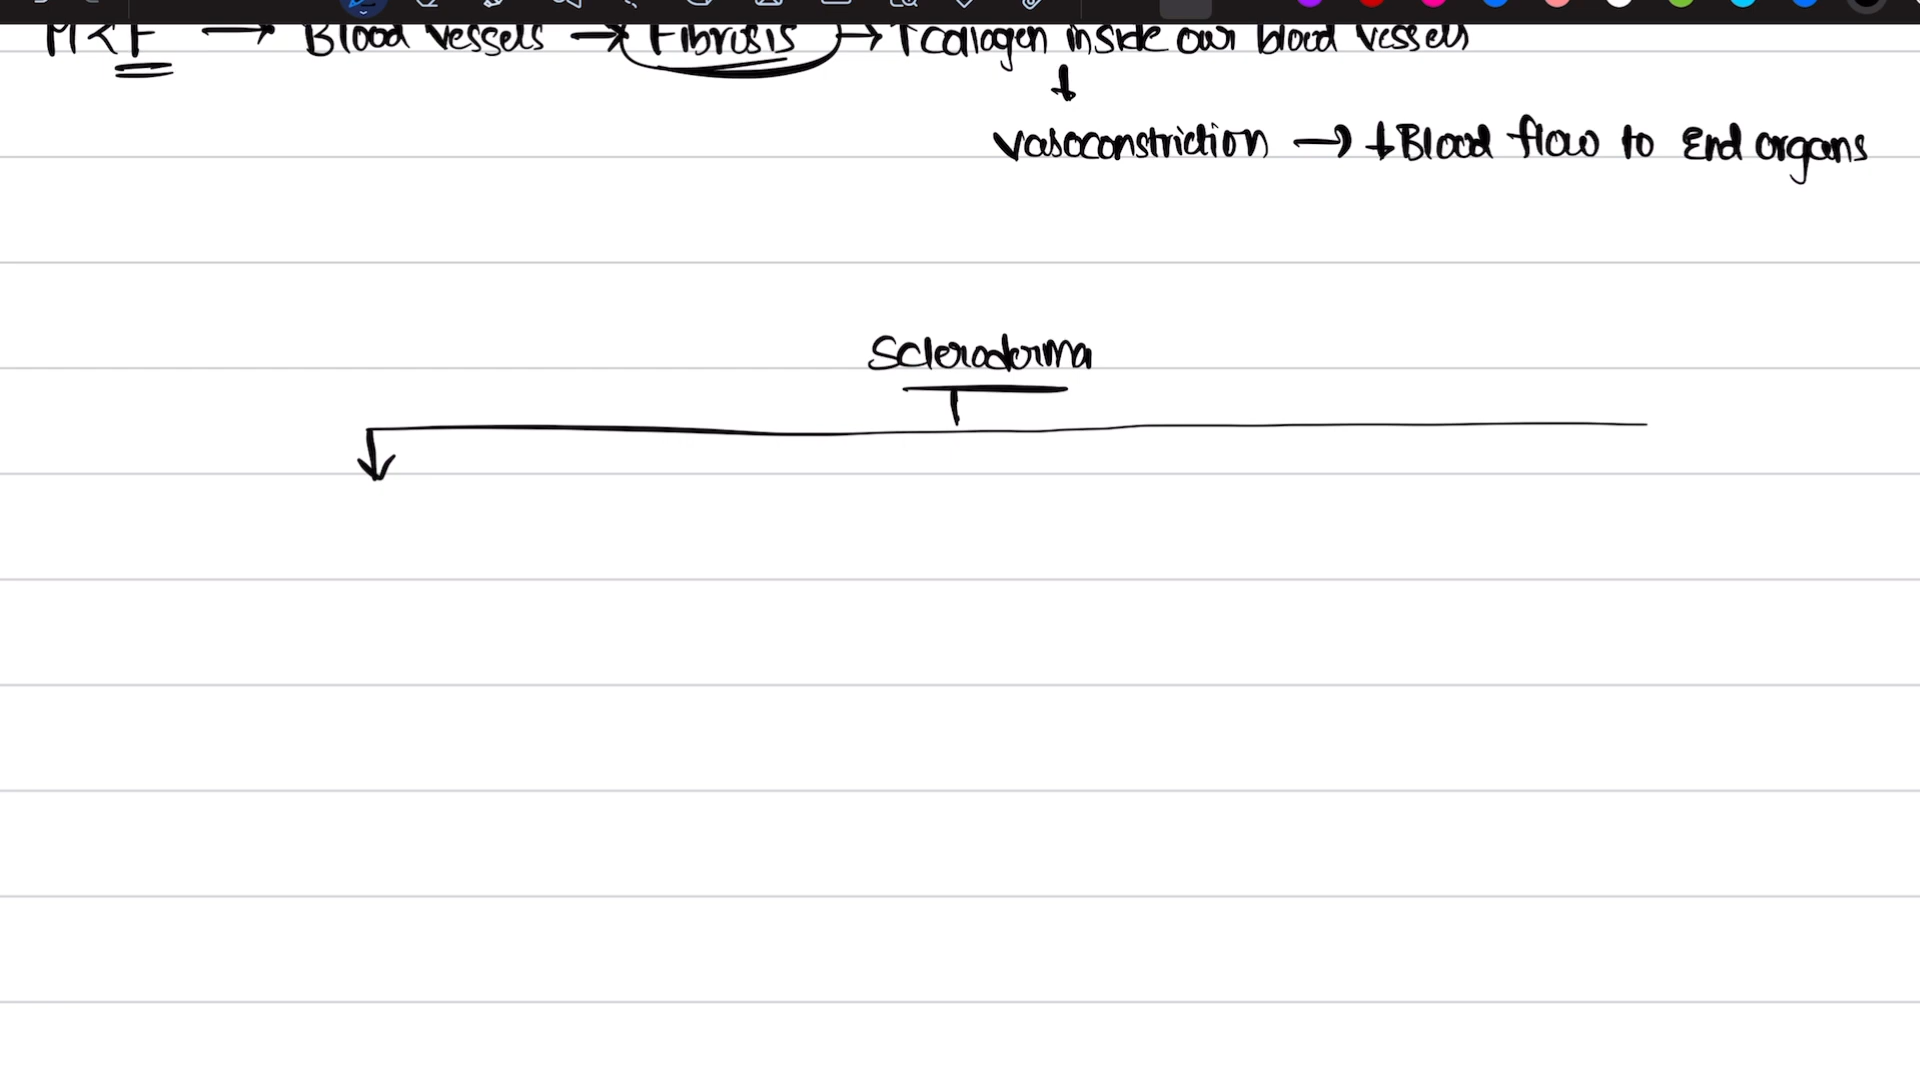 M<F → Blood vessels → Fibrosis → ↑ collagen inside our blood vessels
↓
vasoconstriction → ↓Blood flow to End organs
Scleroderma